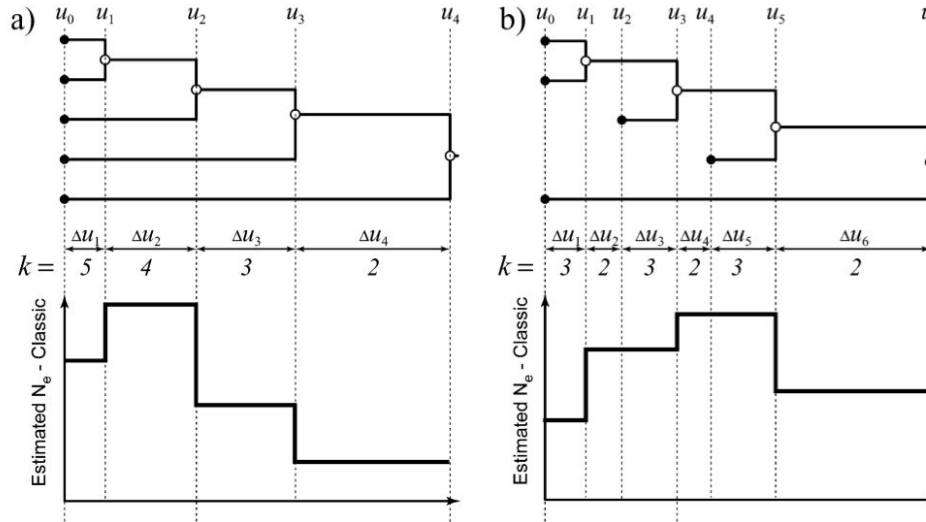 a) u0 u1 u2 u3 u4
Δu1 Δu2 Δu3 Δu4
k = 5 4 3 2
Estimated Ne - Classic
b) u0 u1 u2 u3 u4 u5 u
Δu1 Δu2 Δu3 Δu4 Δu5 Δu6
k = 3 2 3 2 3 2
Estimated Ne - Classic